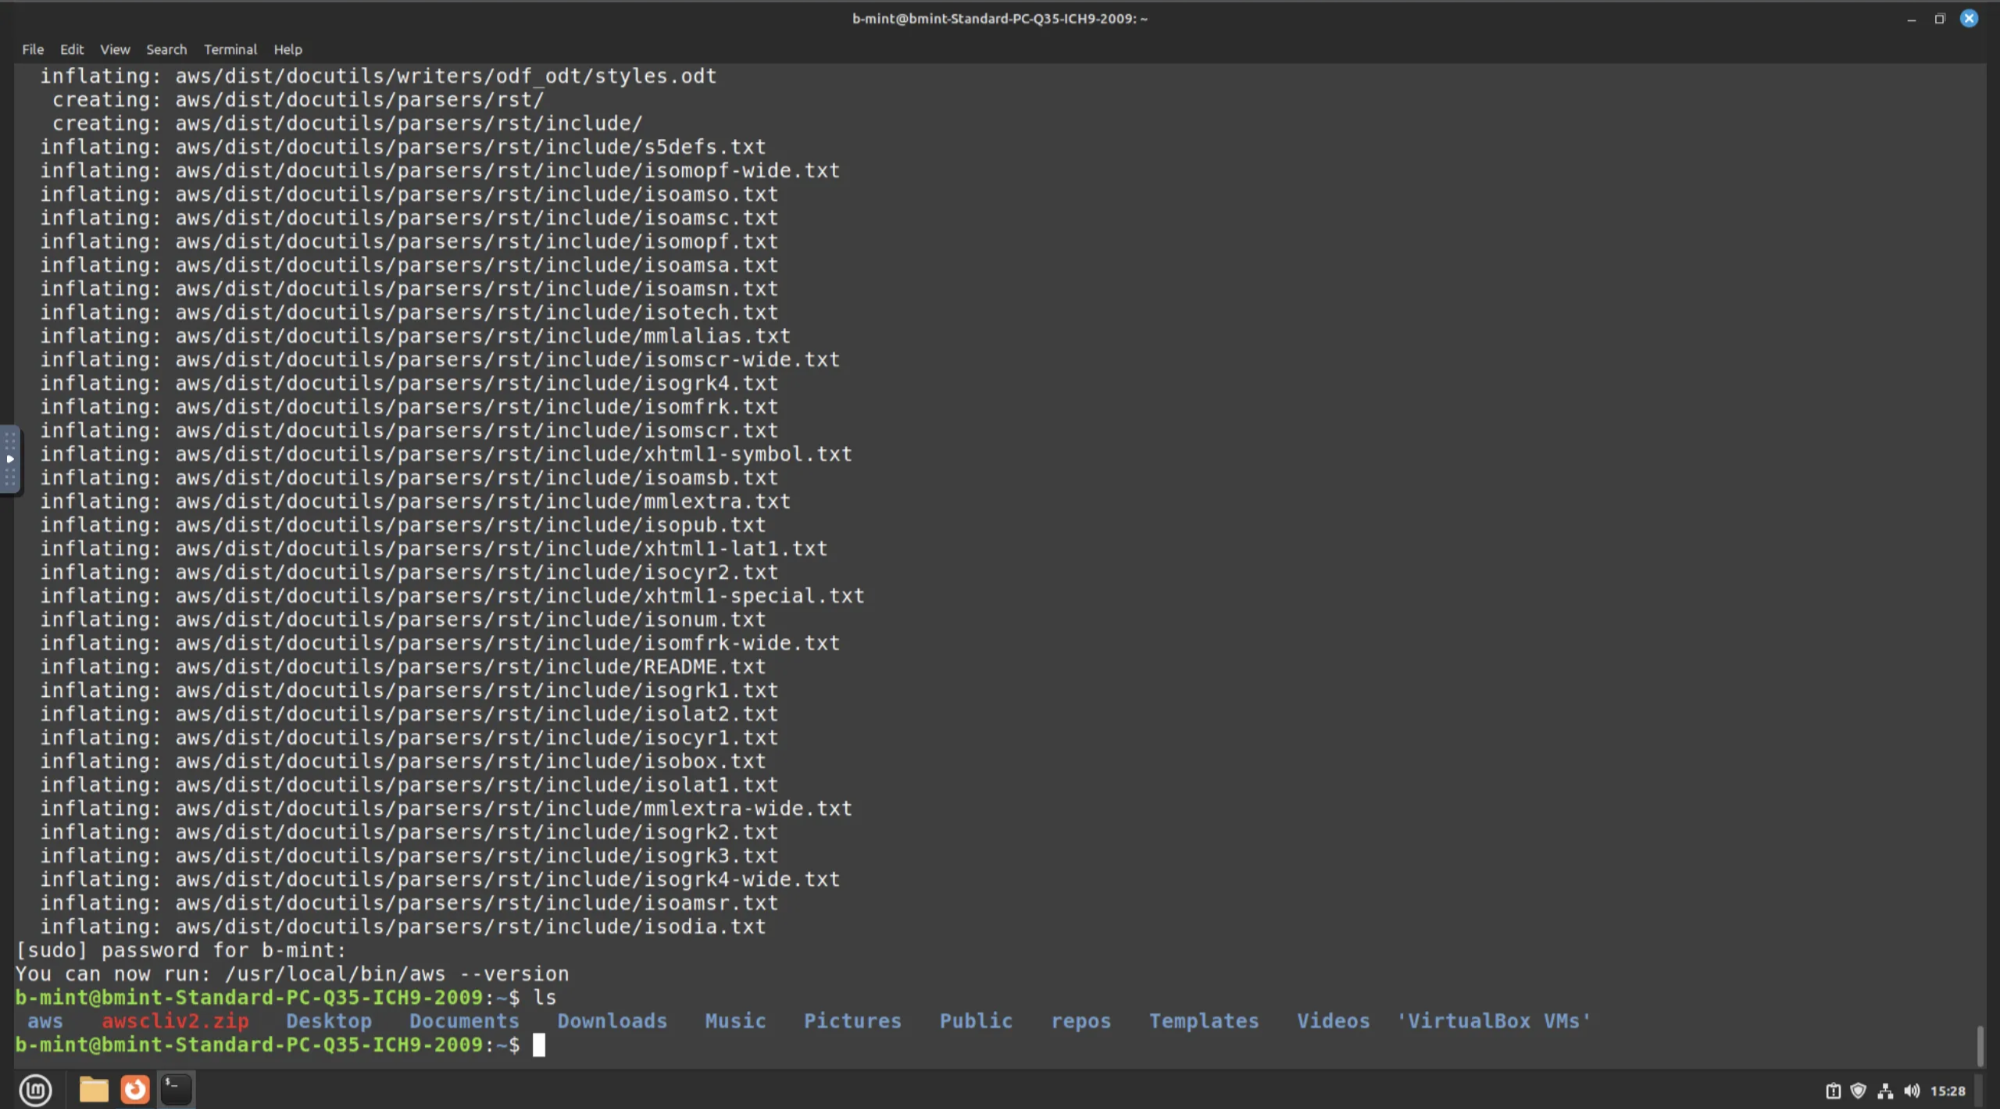 b-mint@bmint-Standard-PC-Q35-ICH9-2009: ~
File Edit View Search Terminal Help
inflating: aws/dist/docutils/writers/odf_odt/styles.odt
creating: aws/dist/docutils/parsers/rst/
creating: aws/dist/docutils/parsers/rst/include/
inflating: aws/dist/docutils/parsers/rst/include/s5defs.txt
inflating: aws/dist/docutils/parsers/rst/include/isomopf-wide.txt
inflating: aws/dist/docutils/parsers/rst/include/isoamso.txt
inflating: aws/dist/docutils/parsers/rst/include/isoamsc.txt
inflating: aws/dist/docutils/parsers/rst/include/isomopf.txt
inflating: aws/dist/docutils/parsers/rst/include/isoamsa.txt
inflating: aws/dist/docutils/parsers/rst/include/isoamsn.txt
inflating: aws/dist/docutils/parsers/rst/include/isotech.txt
inflating: aws/dist/docutils/parsers/rst/include/mmlalias.txt
inflating: aws/dist/docutils/parsers/rst/include/isomscr-wide.txt
inflating: aws/dist/docutils/parsers/rst/include/isogrk4.txt
inflating: aws/dist/docutils/parsers/rst/include/isomfrk.txt
inflating: aws/dist/docutils/parsers/rst/include/isomscr.txt
inflating: aws/dist/docutils/parsers/rst/include/xhtml1-symbol.txt
inflating: aws/dist/docutils/parsers/rst/include/isoamsb.txt
inflating: aws/dist/docutils/parsers/rst/include/mmlextra.txt
inflating: aws/dist/docutils/parsers/rst/include/isopub.txt
inflating: aws/dist/docutils/parsers/rst/include/xhtml1-lat1.txt
inflating: aws/dist/docutils/parsers/rst/include/isocyr2.txt
inflating: aws/dist/docutils/parsers/rst/include/xhtml1-special.txt
inflating: aws/dist/docutils/parsers/rst/include/isonum.txt
inflating: aws/dist/docutils/parsers/rst/include/isomfrk-wide.txt
inflating: aws/dist/docutils/parsers/rst/include/README.txt
inflating: aws/dist/docutils/parsers/rst/include/isogrk1.txt
inflating: aws/dist/docutils/parsers/rst/include/isolat2.txt
inflating: aws/dist/docutils/parsers/rst/include/isocyr1.txt
inflating: aws/dist/docutils/parsers/rst/include/isobox.txt
inflating: aws/dist/docutils/parsers/rst/include/isolat1.txt
inflating: aws/dist/docutils/parsers/rst/include/mmlextra-wide.txt
inflating: aws/dist/docutils/parsers/rst/include/isogrk2.txt
inflating: aws/dist/docutils/parsers/rst/include/isogrk3.txt
inflating: aws/dist/docutils/parsers/rst/include/isogrk4-wide.txt
inflating: aws/dist/docutils/parsers/rst/include/isoamsr.txt
inflating: aws/dist/docutils/parsers/rst/include/isodia.txt
[sudo] password for b-mint:
You can now run: /usr/local/bin/aws --version
b-mint@bmint-Standard-PC-Q35-ICH9-2009:~$ ls
aws awscliv2.zip Desktop Documents Downloads Music Pictures Public repos Templates Videos 'VirtualBox VMs'
b-mint@bmint-Standard-PC-Q35-ICH9-2009:~$
15:28